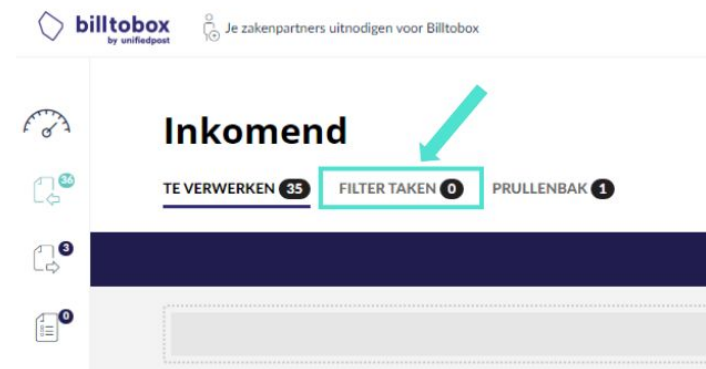 billtobox
by unifiedpost
Je zakenpartners uitnodigen voor Billtobox
Inkomend
36
TE VERWERKEN 35 FILTER TAKEN 0 PRULLENBAK 1
3
0